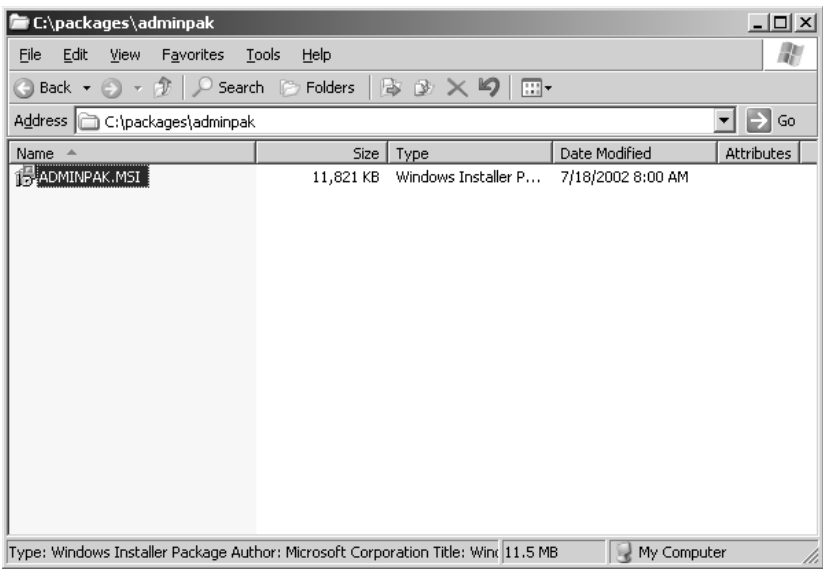 C:\packages\adminpak
File Edit View Favorites Tools Help
Back Search Folders
Address C:\packages\adminpak Go
Name Size Type Date Modified Attributes
ADMINPAK.MSI 11,821 KB Windows Installer P... 7/18/2002 8:00 AM
Type: Windows Installer Package Author: Microsoft Corporation Title: 11.5 MB My Computer